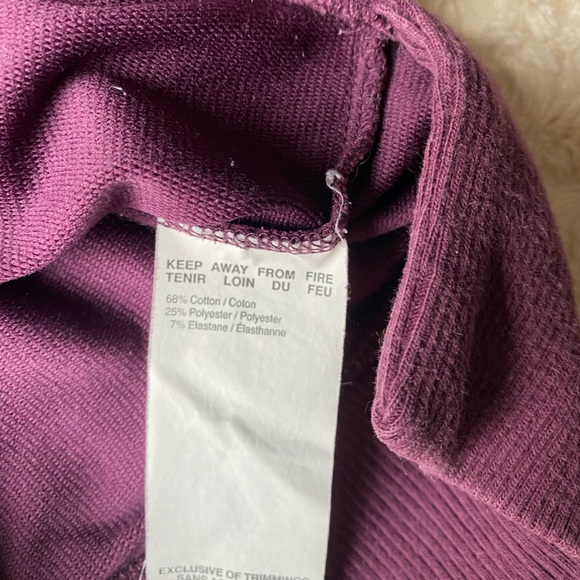 KEEP AWAY FROM FIRE
TENIR LOIN DU FEU
68% Cotton / Coton
25% Polyester / Polyester
7% Elastane / Élasthanne
EXCLUSIVE OF TRIMMINGS
SANS